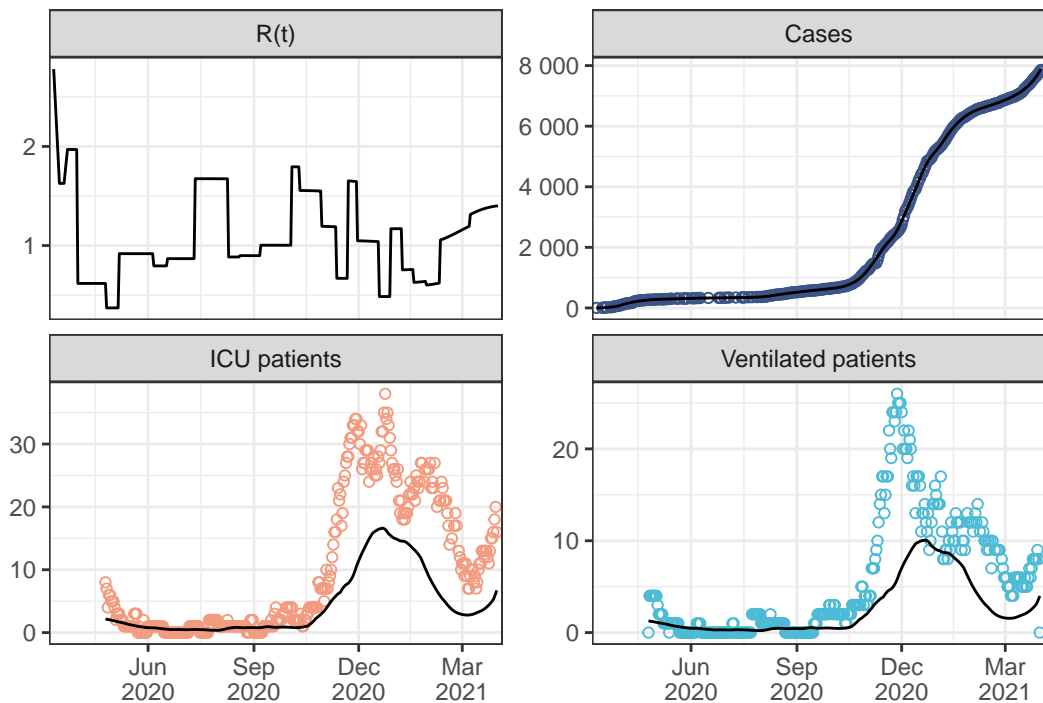 R(t)
Cases
2
1
8 000
6 000
4 000
2 000
0
ICU patients
Ventilated patients
30
20
10
0
20
10
0
Jun Sep Dec Mar
2020 2020 2020 2021
Jun Sep Dec Mar
2020 2020 2020 2021